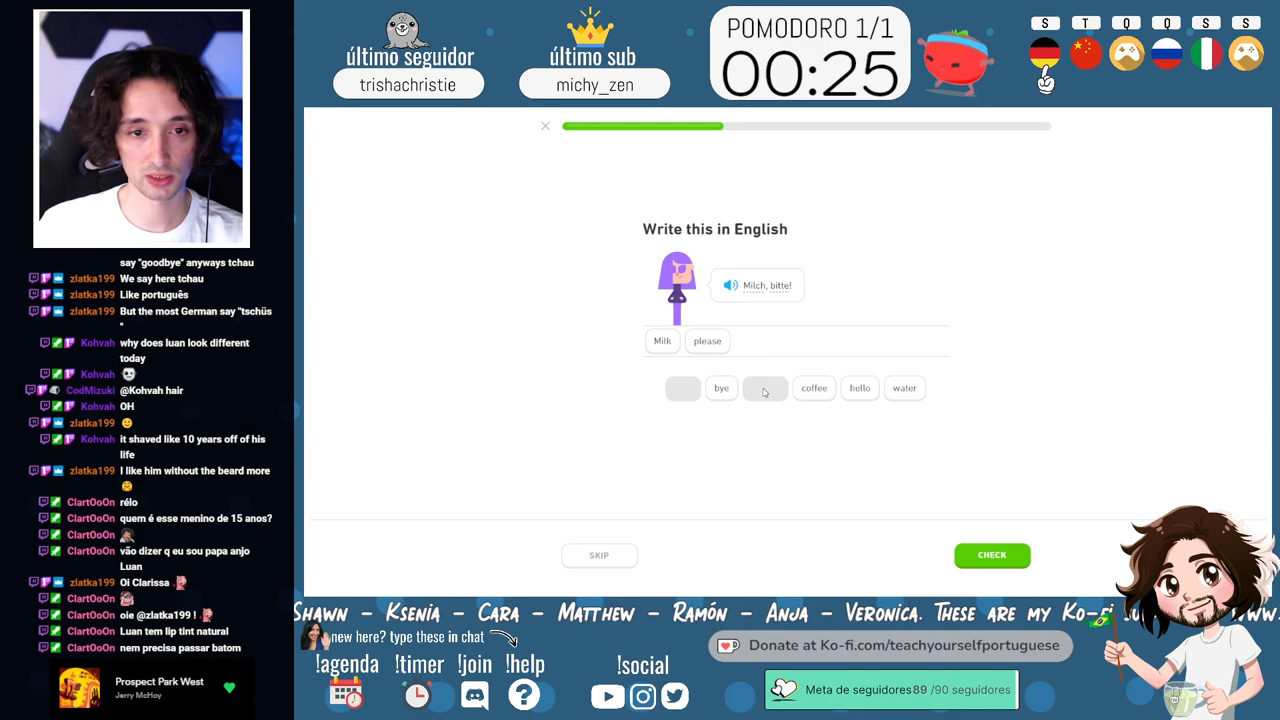 último seguidor
trishachristie
último sub
michy_zen
POMODORO 1/1
00:25
S T Q Q S S
Write this in English
Milch, bitte!
Milk please
bye coffee hello water
SKIP
CHECK
say "goodbye" anyways tchau
zlatka199 We say here tchau
zlatka199 Like português
zlatka199 But the most German say "tschüs
"
Kohvah why does luan look different
today
Kohvah
CodMizuki @Kohvah hair
Kohvah OH
zlatka199
Kohvah it shaved like 10 years off of his
life
zlatka199 I like him without the beard more
ClartOoOn rélo
ClartOoOn quem é esse menino de 15 anos?
ClartOoOn
ClartOoOn vão dizer q eu sou papa anjo
Luan
zlatka199 Oi Clarissa
ClartOoOn
ClartOoOn oie @zlatka199 !
ClartOoOn Luan tem lip tint natural
ClartOoOn nem precisa passar batom
Prospect Park West
Jerry McHoy
Shawn - Ksenia - Cara - Matthew - Ramón - Anja - Veronica. These are my Ko-fi
new here? type these in chat
!agenda !timer !join !help
!social
Donate at Ko-fi.com/teachyourselfportuguese
Meta de seguidores 89 /90 seguidores